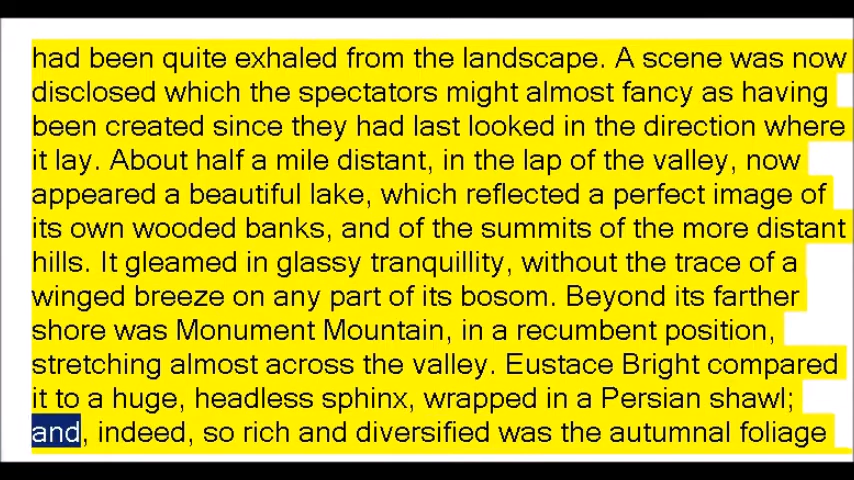 had been quite exhaled from the landscape. A scene was now
disclosed which the spectators might almost fancy as having
been created since they had last looked in the direction where
it lay. About half a mile distant, in the lap of the valley, now
appeared a beautiful lake, which reflected a perfect image of
its own wooded banks, and of the summits of the more distant
hills. It gleamed in glassy tranquillity, without the trace of a
winged breeze on any part of its bosom. Beyond its farther
shore was Monument Mountain, in a recumbent position,
stretching almost across the valley. Eustace Bright compared
it to a huge, headless sphinx, wrapped in a Persian shawl;
and, indeed, so rich and diversified was the autumnal foliage